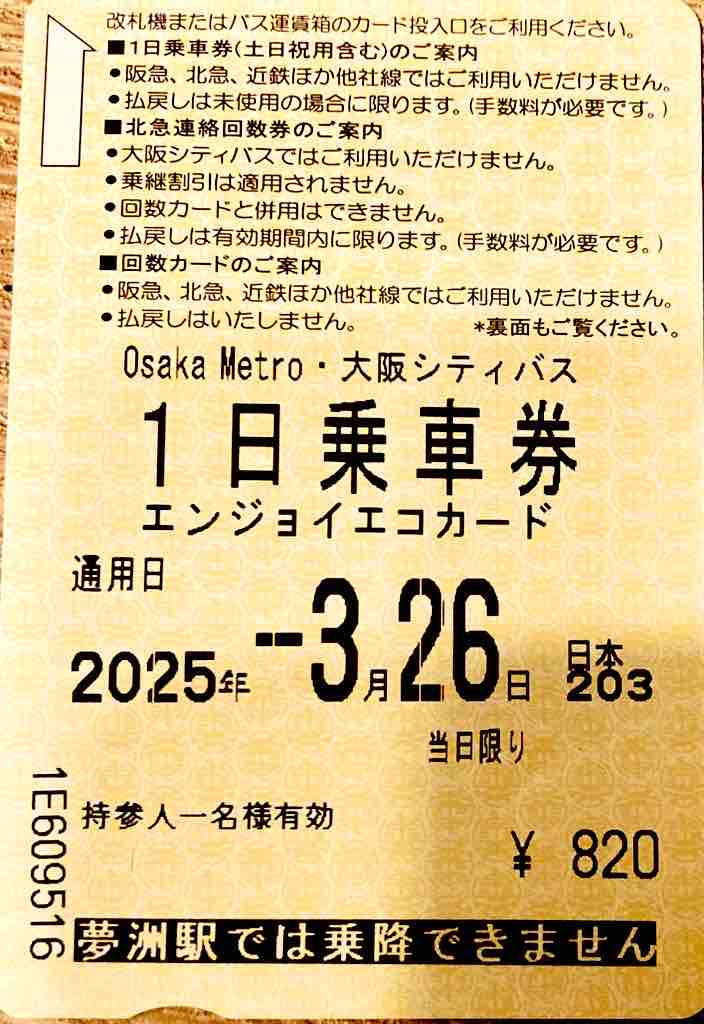 改札機またはバス運賃箱のカード投入口をご利用ください。
■1日乗車券(土日祝用含む)のご案内
●阪急、北急、近鉄ほか他社線ではご利用いただけません。
●払戻しは未使用の場合に限ります。(手数料が必要です。)
■北急連絡回数券のご案内
●大阪シティバスではご利用いただけません。
●乗継割引は適用されません。
●回数カードと併用はできません。
●払戻しは有効期間内に限ります。(手数料が必要です。)
■回数カードのご案内
●阪急、北急、近鉄ほか他社線ではご利用いただけません。
●払戻しはいたしません。 *裏面もご覧ください。
Osaka Metro・大阪シティバス
1日乗車券
エンジョイエコカード
通用日
2025年--3月26日 日本203
当日限り
持参人一名様有効
¥ 820
1E609516
夢洲駅では乗降できません